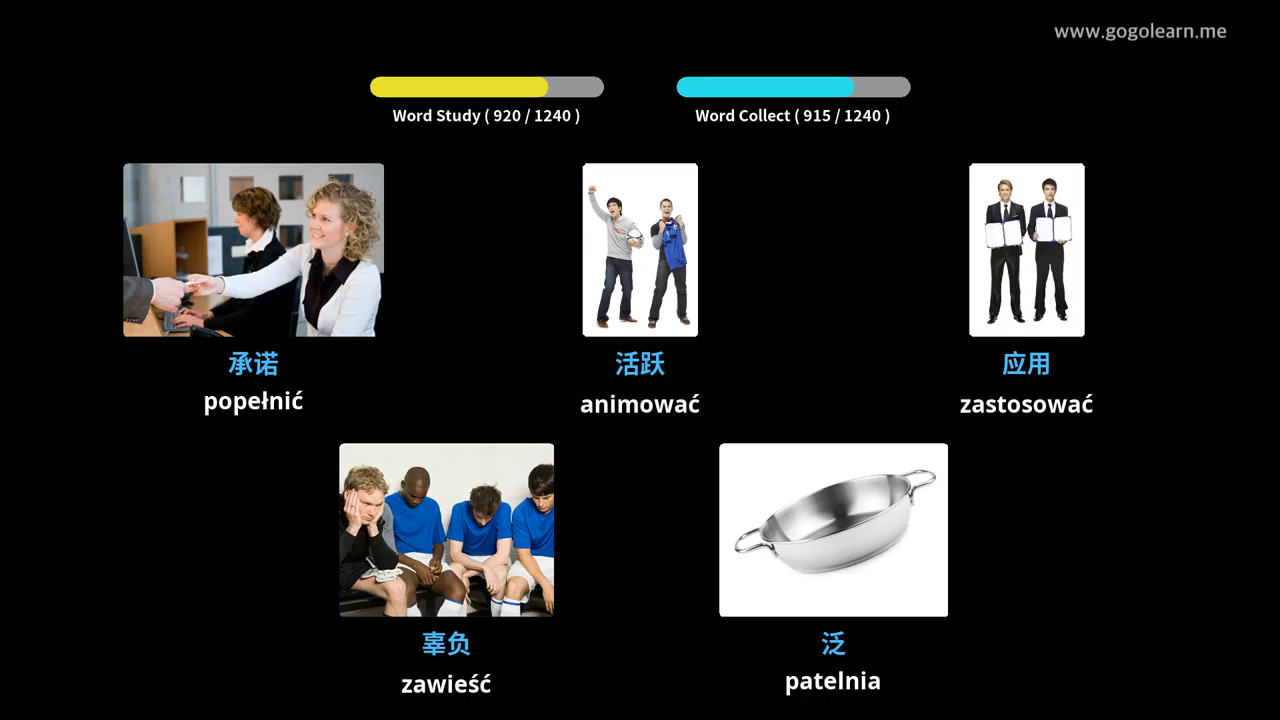 www.gogolearn.me
Word Study ( 920 / 1240 )
Word Collect ( 915 / 1240 )
承诺
popełnić
活跃
animować
应用
zastosować
辜负
zawieść
泛
patelnia